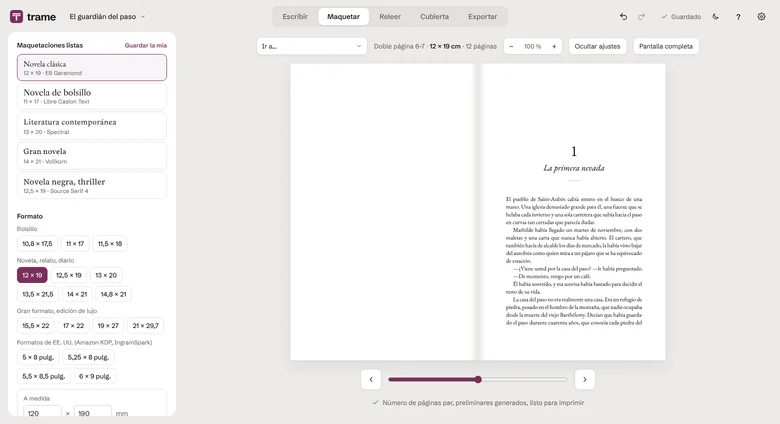 trame
El guardián del paso
Escribir
Maquetar
Releer
Cubierta
Exportar
Guardado
?
Maquetaciones listas
Guardar la mía
Novela clásica
12 × 19 · EB Garamond
Novela de bolsillo
11 × 17 · Libre Caslon Text
Literatura contemporánea
13 × 20 · Spectral
Gran novela
14 × 21 · Vollkorn
Novela negra, thriller
12,5 × 19 · Source Serif 4
Formato
Bolsillo
10,8 × 17,5
11 × 17
11,5 × 18
Novela, relato, diario
12 × 19
12,5 × 19
13 × 20
13,5 × 21,5
14 × 21
14,8 × 21
Gran formato, edición de lujo
15,5 × 22
17 × 22
19 × 27
21 × 29,7
Formatos de EE. UU. (Amazon KDP, IngramSpark)
5 × 8 pulg.
5,25 × 8 pulg.
5,5 × 8,5 pulg.
6 × 9 pulg.
A medida
120 × 190 mm
Ir a...
Doble página 6-7 · 12 × 19 cm · 12 páginas
− 100 % +
Ocultar ajustes
Pantalla completa
1
La primera nevada
El pueblo de Saint-Aubin cabía entero en el hueco de una
mano. Una iglesia demasiado grande para él, una fuente que se
helaba cada invierno y una sola carretera que subía hacia el paso
en curvas tan cerradas que parecía dudar.
Mathilde había llegado un martes de noviembre, con dos
maletas y una carta que nunca había abierto. El cartero, que
también hacía de alcalde los días de mercado, la había visto bajar
del autobús como quien mira a un pájaro que se ha equivocado
de estación.
—¿Viene usted por la casa del paso? —le había preguntado.
—De momento, vengo por un café.
Él había sonreído, y esa sonrisa había bastado para decidir el
resto de su vida.
La casa del paso no era realmente una casa. Era un refugio de
piedra, posado en el hombro de la montaña, que nadie ocupaba
desde la muerte del viejo Barthélemy. Decían que había guarda-
do el paso durante cuarenta años, que conocía cada piedra del
Número de páginas par, preliminares generados, listo para imprimir